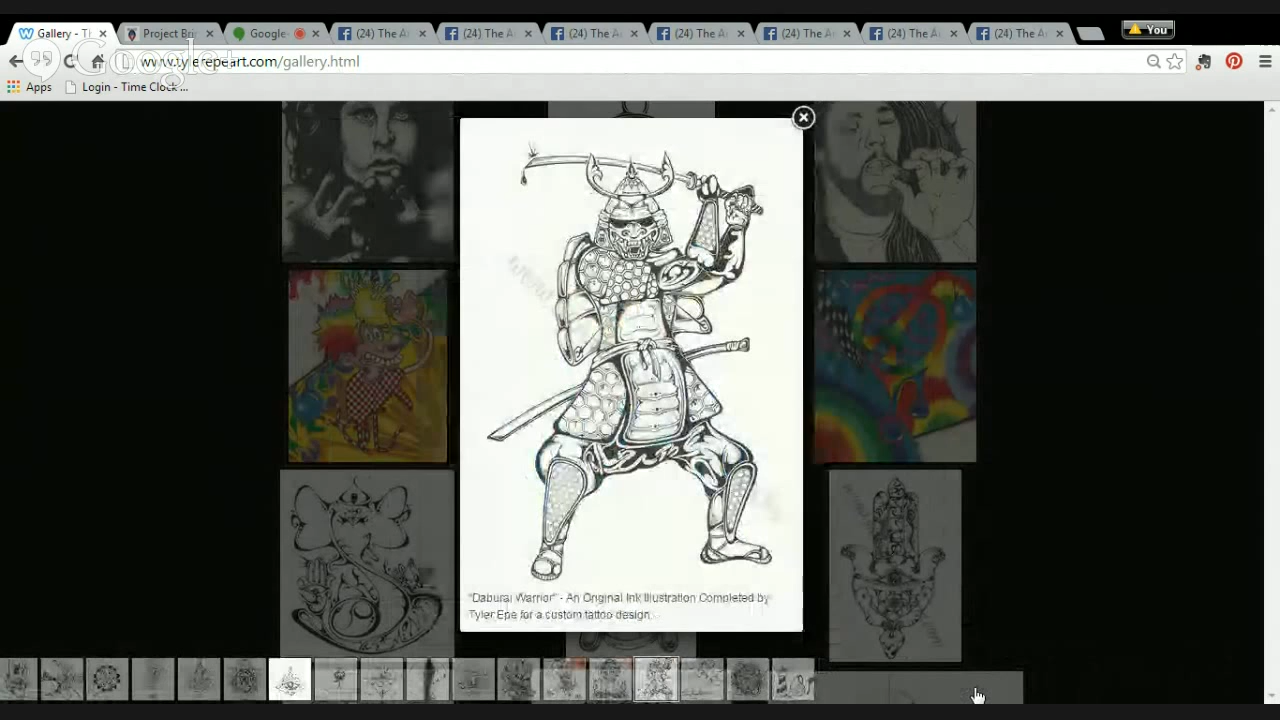 Gallery - T
Project Bri
Google
(24) The A
(24) The A
(24) The A
(24) The A
(24) The A
(24) The A
(24) The A
You
Google+
www.tylerepeart.com/gallery.html
Apps
Login - Time Clock ...
"Daburai Warrior" - An Original Ink Illustration Completed by
Tyler Epe for a custom tattoo design.